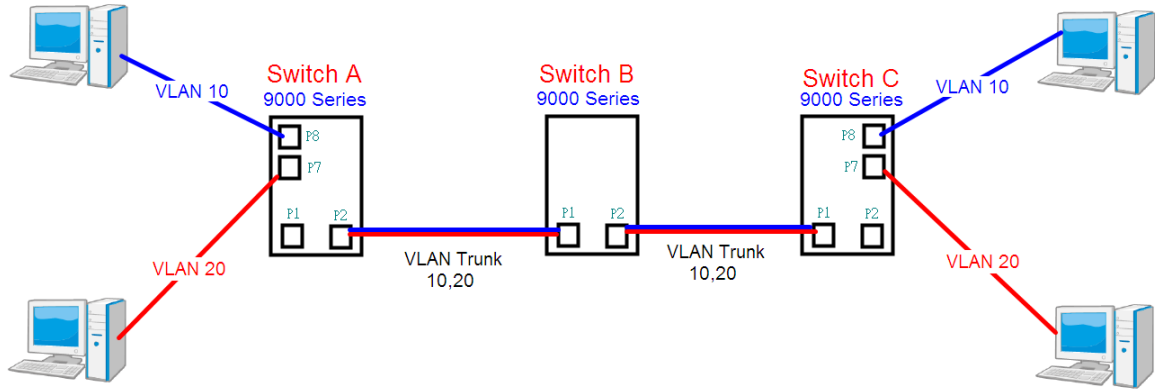 Switch A
9000 Series
Switch B
9000 Series
Switch C
9000 Series
VLAN 10
VLAN 10
P8
P7
P1
P2
P1
P2
P8
P7
P1
P2
VLAN 20
VLAN Trunk
10,20
VLAN Trunk
10,20
VLAN 20